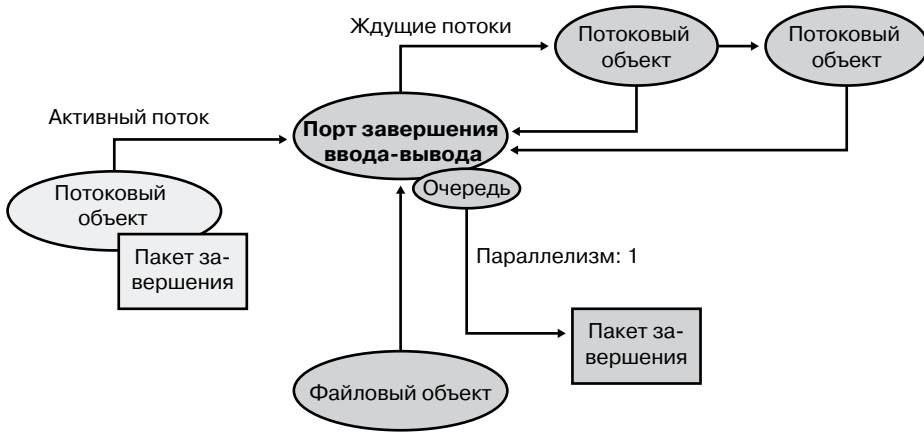 Ждущие потоки
Потоковый
объект
Потоковый
объект
Активный поток
Порт завершения
ввода-вывода
Очередь
Потоковый
объект
Пакет за-
вершения
Параллелизм: 1
Пакет за-
вершения
Файловый объект